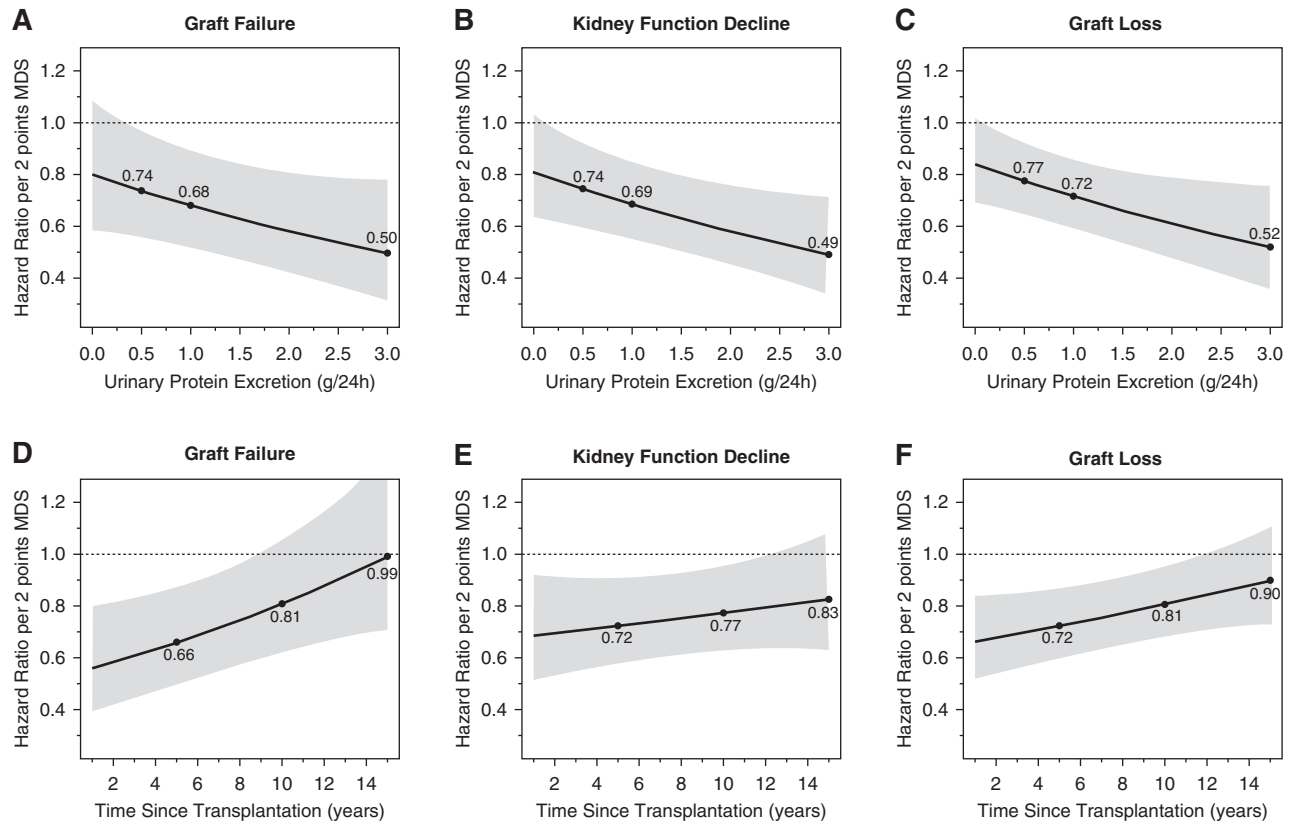 A Graft Failure
Hazard Ratio per 2 points MDS
1.2
1.0
0.8
0.6
0.4
0.74
0.68
0.50
0.0 0.5 1.0 1.5 2.0 2.5 3.0
Urinary Protein Excretion (g/24h)
B Kidney Function Decline
Hazard Ratio per 2 points MDS
1.2
1.0
0.8
0.6
0.4
0.74
0.69
0.49
0.0 0.5 1.0 1.5 2.0 2.5 3.0
Urinary Protein Excretion (g/24h)
C Graft Loss
Hazard Ratio per 2 points MDS
1.2
1.0
0.8
0.6
0.4
0.77
0.72
0.52
0.0 0.5 1.0 1.5 2.0 2.5 3.0
Urinary Protein Excretion (g/24h)
D Graft Failure
Hazard Ratio per 2 points MDS
1.2
1.0
0.8
0.6
0.4
0.66
0.81
0.99
2 4 6 8 10 12 14
Time Since Transplantation (years)
E Kidney Function Decline
Hazard Ratio per 2 points MDS
1.2
1.0
0.8
0.6
0.4
0.72
0.77
0.83
2 4 6 8 10 12 14
Time Since Transplantation (years)
F Graft Loss
Hazard Ratio per 2 points MDS
1.2
1.0
0.8
0.6
0.4
0.72
0.81
0.90
2 4 6 8 10 12 14
Time Since Transplantation (years)